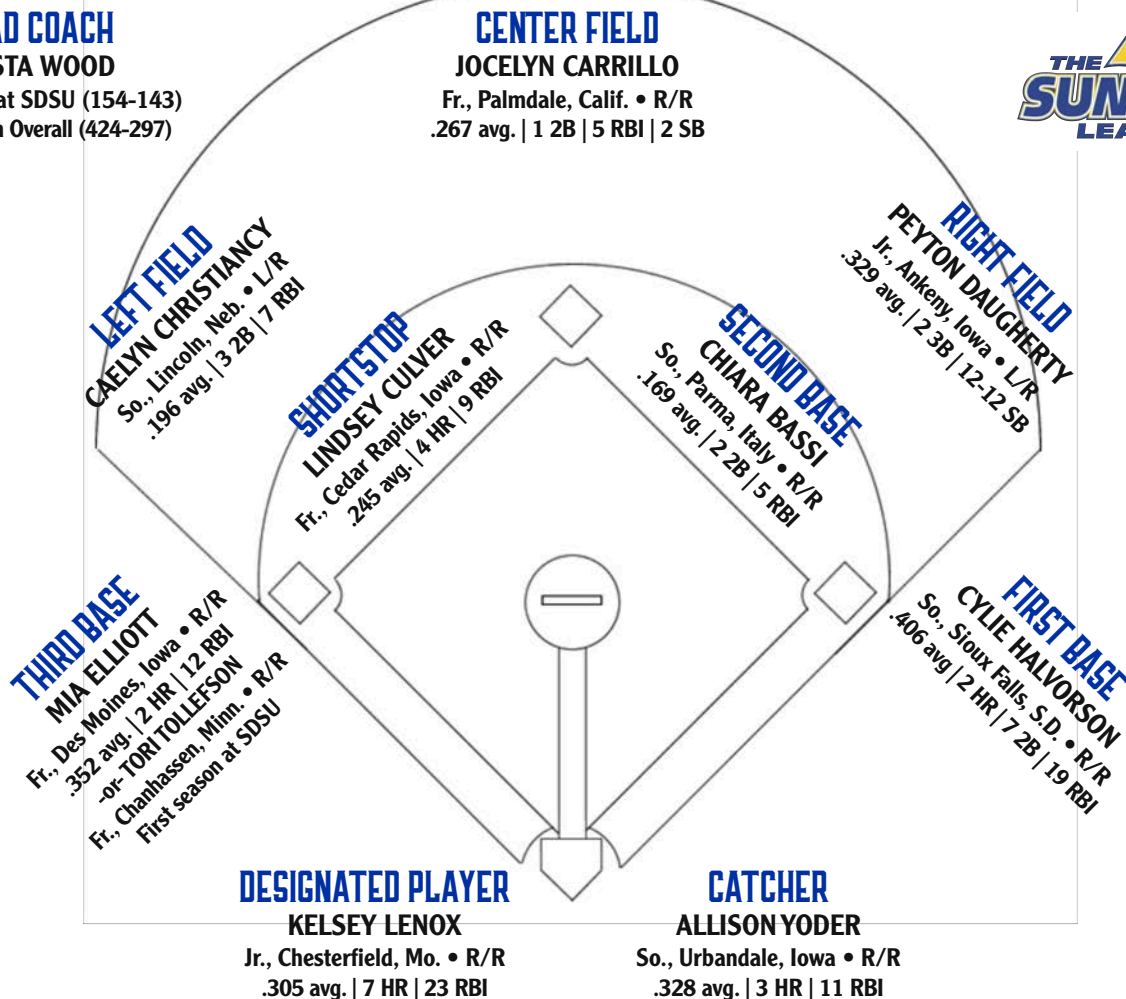 AD COACH
STA WOOD
at SDSU (154-143)
Overall (424-297)
CENTER FIELD
JOCELYN CARRILLO
Fr., Palmdale, Calif. • R/R
.267 avg. | 1 2B | 5 RBI | 2 SB
THE
SUM
LEA
LEFT FIELD
CAELYN CHRISTIANCY
So., Lincoln, Neb. • L/R
.196 avg. | 3 2B | 7 RBI
SHORTSTOP
LINDSEY CULVER
Fr., Cedar Rapids, Iowa • R/R
.245 avg. | 4 HR | 9 RBI
SECOND BASE
CHIARA BASSI
So., Parma, Italy • R/R
.169 avg. | 2 2B | 5 RBI
RIGHT FIELD
PEYTON DAUGHERTY
Jr., Ankeny, Iowa • L/R
.329 avg. | 2 3B | 12-12 SB
THIRD BASE
MIA ELLIOTT
Fr., Des Moines, Iowa • R/R
.352 avg. | 2 HR | 12 RBI
-or- TORI TOLLEFSON
Fr., Chanhassen, Minn. • R/R
First season at SDSU
FIRST BASE
CYLIE HALVORSON
So., Sioux Falls, S.D. • R/R
.406 avg | 2 HR | 7 2B | 19 RBI
DESIGNATED PLAYER
KELSEY LENOX
Jr., Chesterfield, Mo. • R/R
.305 avg. | 7 HR | 23 RBI
CATCHER
ALLISON YODER
So., Urbandale, Iowa • R/R
.328 avg. | 3 HR | 11 RBI